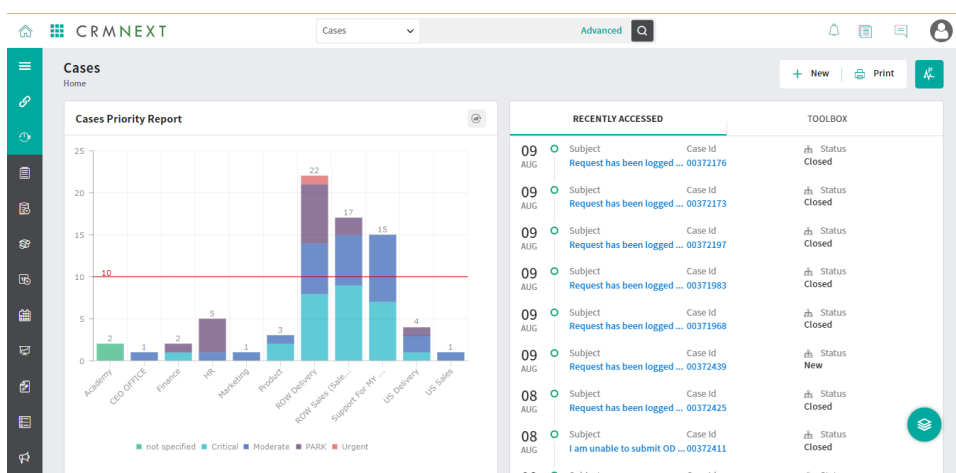 CRMNEXT
Cases
Advanced
Cases
Home
New
Print
Cases Priority Report
25
20
15
10
5
0
10
2
1
2
5
1
3
22
17
15
4
1
Academy
CEO OFFICE
Finance
HR
Marketing
Product
ROW Delivery
ROW Sales (Sale...
Support For MY ...
US Delivery
US Sales
not specified Critical Moderate PARK Urgent
RECENTLY ACCESSED TOOLBOX
09 Subject Case Id Status
AUG Request has been logged ... 00372176 Closed
09 Subject Case Id Status
AUG Request has been logged ... 00372173 Closed
09 Subject Case Id Status
AUG Request has been logged ... 00372197 Closed
09 Subject Case Id Status
AUG Request has been logged ... 00371983 Closed
09 Subject Case Id Status
AUG Request has been logged ... 00371968 Closed
09 Subject Case Id Status
AUG Request has been logged ... 00372439 New
08 Subject Case Id Status
AUG Request has been logged ... 00372425 Closed
08 Subject Case Id Status
AUG I am unable to submit OD ... 00372411 Closed